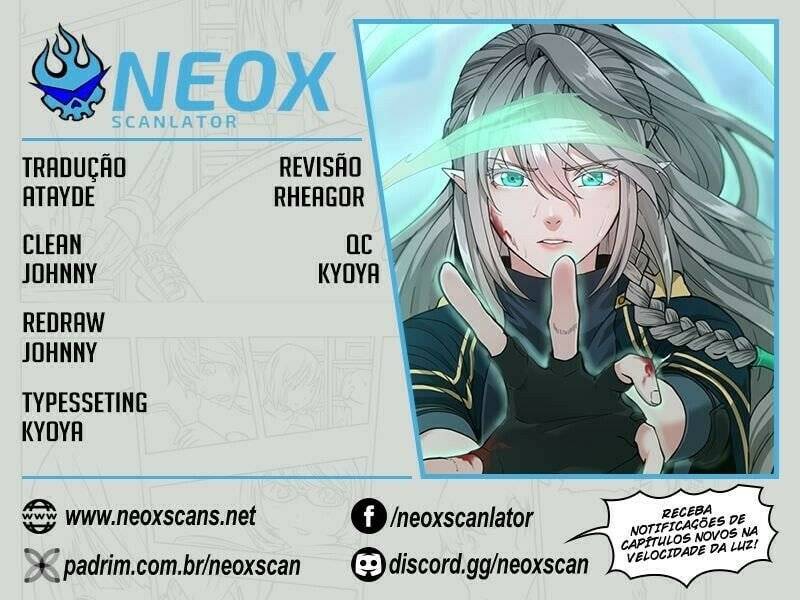 NEOX
SCANLATOR
TRADUÇÃO
ATAYDE
REVISÃO
RHEAGOR
CLEAN
JOHNNY
QC
KYOYA
REDRAW
JOHNNY
TYPESSETING
KYOYA
www
www.neoxscans.net
f /neoxscanlator
padrim.com.br/neoxscan
discord.gg/neoxscan
RECEBA
NOTIFICAÇÕES DE
CAPÍTULOS NOVOS NA
VELOCIDADE DA LUZ!